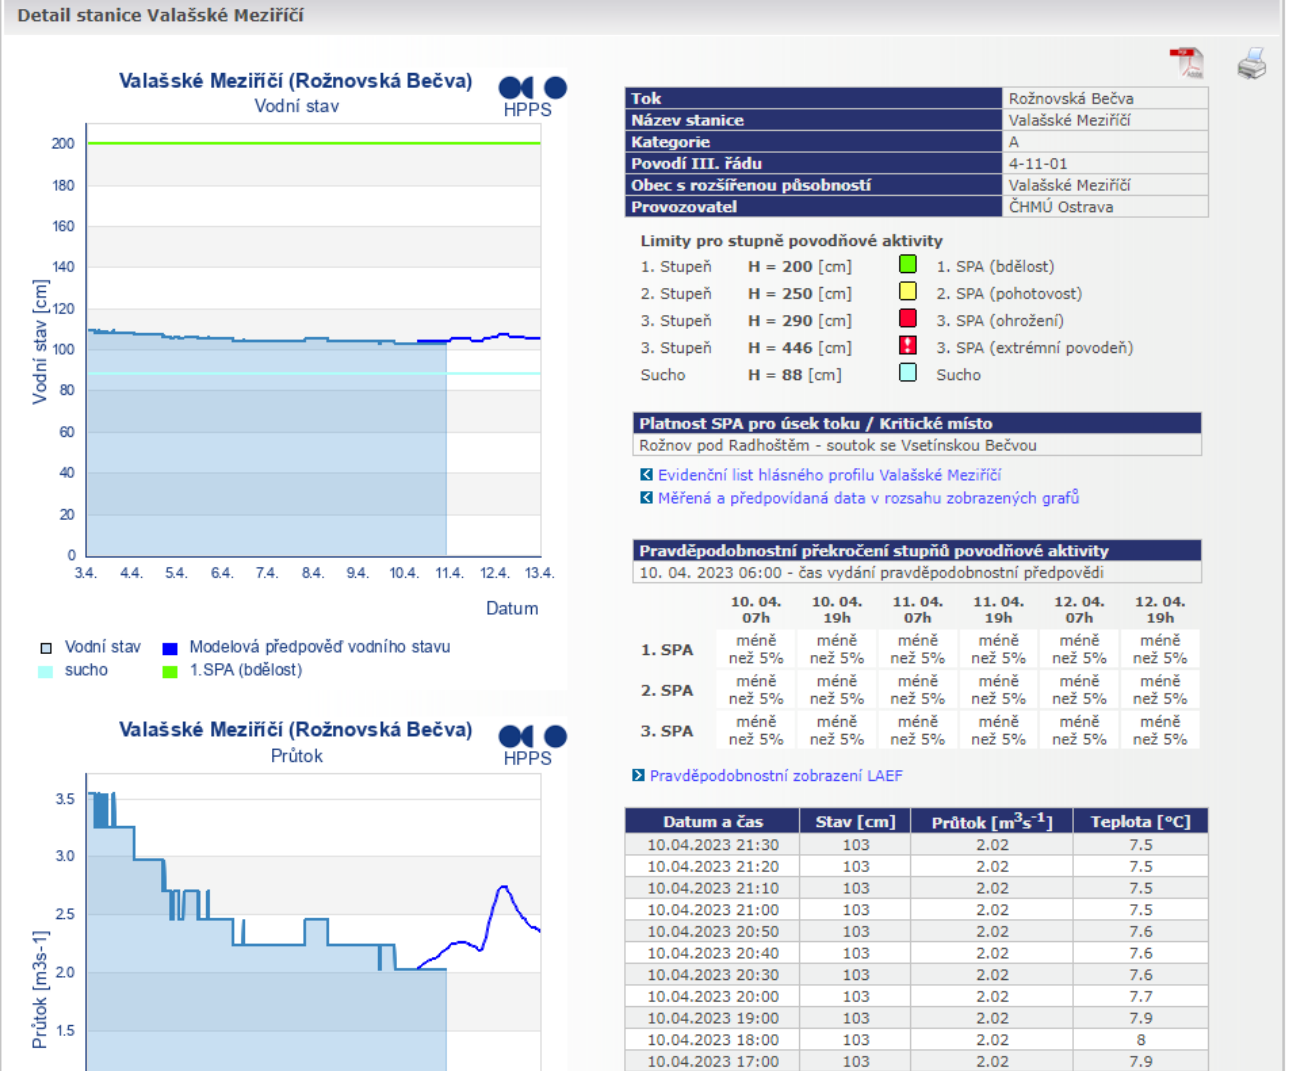 Detail stanice Valašské Meziříčí
Valašské Meziříčí (Rožnovská Bečva)
Vodní stav
HPPS
200
180
160
140
120
100
80
60
40
20
0
Vodní stav [cm]
3.4. 4.4. 5.4. 6.4. 7.4. 8.4. 9.4. 10.4. 11.4. 12.4. 13.4.
Datum
Vodní stav Modelová předpověď vodního stavu
sucho 1.SPA (bdělost)
Valašské Meziříčí (Rožnovská Bečva)
Průtok
HPPS
3.5
3.0
2.5
2.0
1.5
Průtok [m3s-1]
Tok Rožnovská Bečva
Název stanice Valašské Meziříčí
Kategorie A
Povodí III. řádu 4-11-01
Obec s rozšířenou působností Valašské Meziříčí
Provozovatel ČHMÚ Ostrava
Limity pro stupně povodňové aktivity
1. Stupeň H = 200 [cm] 1. SPA (bdělost)
2. Stupeň H = 250 [cm] 2. SPA (pohotovost)
3. Stupeň H = 290 [cm] 3. SPA (ohrožení)
3. Stupeň H = 446 [cm] 3. SPA (extrémní povodeň)
Sucho H = 88 [cm] Sucho
Platnost SPA pro úsek toku / Kritické místo
Rožnov pod Radhoštěm - soutok se Vsetínskou Bečvou
Evidenční list hlásného profilu Valašské Meziříčí
Měřená a předpovídaná data v rozsahu zobrazených grafů
Pravděpodobnostní překročení stupňů povodňové aktivity
10. 04. 2023 06:00 - čas vydání pravděpodobnostní předpovědi
10. 04. 10. 04. 11. 04. 11. 04. 12. 04. 12. 04.
07h 19h 07h 19h 07h 19h
1. SPA méně méně méně méně méně méně
než 5% než 5% než 5% než 5% než 5% než 5%
2. SPA méně méně méně méně méně méně
než 5% než 5% než 5% než 5% než 5% než 5%
3. SPA méně méně méně méně méně méně
než 5% než 5% než 5% než 5% než 5% než 5%
Pravděpodobnostní zobrazení LAEF
Datum a čas Stav [cm] Průtok [m³s⁻¹] Teplota [°C]
10.04.2023 21:30 103 2.02 7.5
10.04.2023 21:20 103 2.02 7.5
10.04.2023 21:10 103 2.02 7.5
10.04.2023 21:00 103 2.02 7.5
10.04.2023 20:50 103 2.02 7.6
10.04.2023 20:40 103 2.02 7.6
10.04.2023 20:30 103 2.02 7.6
10.04.2023 20:00 103 2.02 7.7
10.04.2023 19:00 103 2.02 7.9
10.04.2023 18:00 103 2.02 8
10.04.2023 17:00 103 2.02 7.9